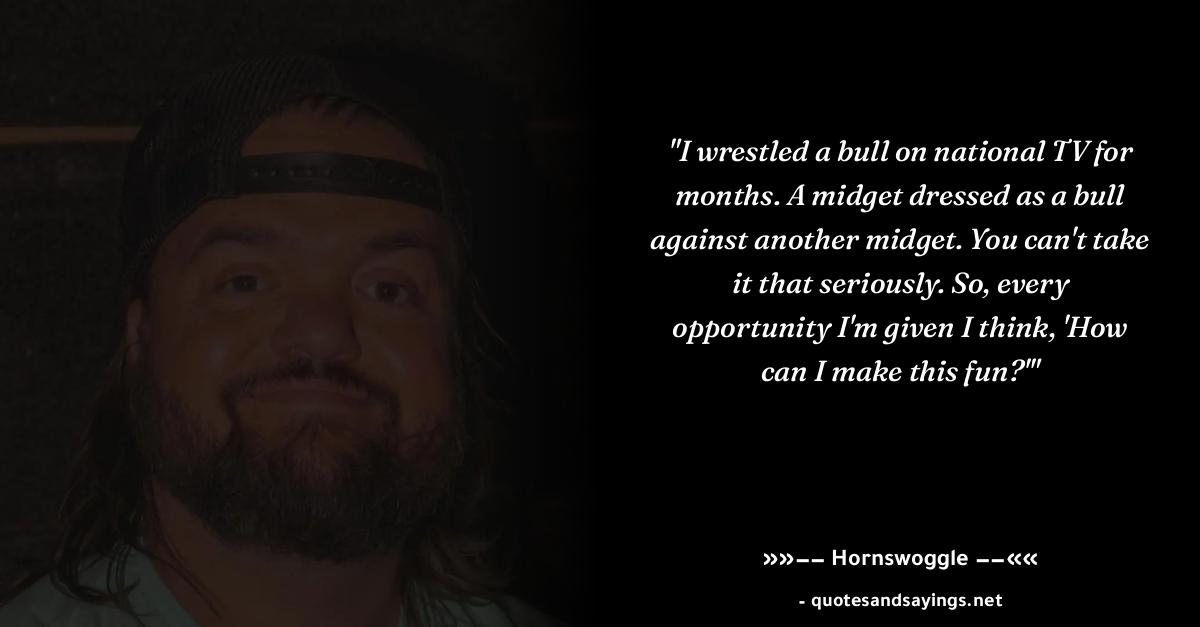 "I wrestled a bull on national TV for
months. A midget dressed as a bull
against another midget. You can't take
it that seriously. So, every
opportunity I'm given I think, 'How
can I make this fun?'"
»»−− Hornswoggle −−««
- quotesandsayings.net